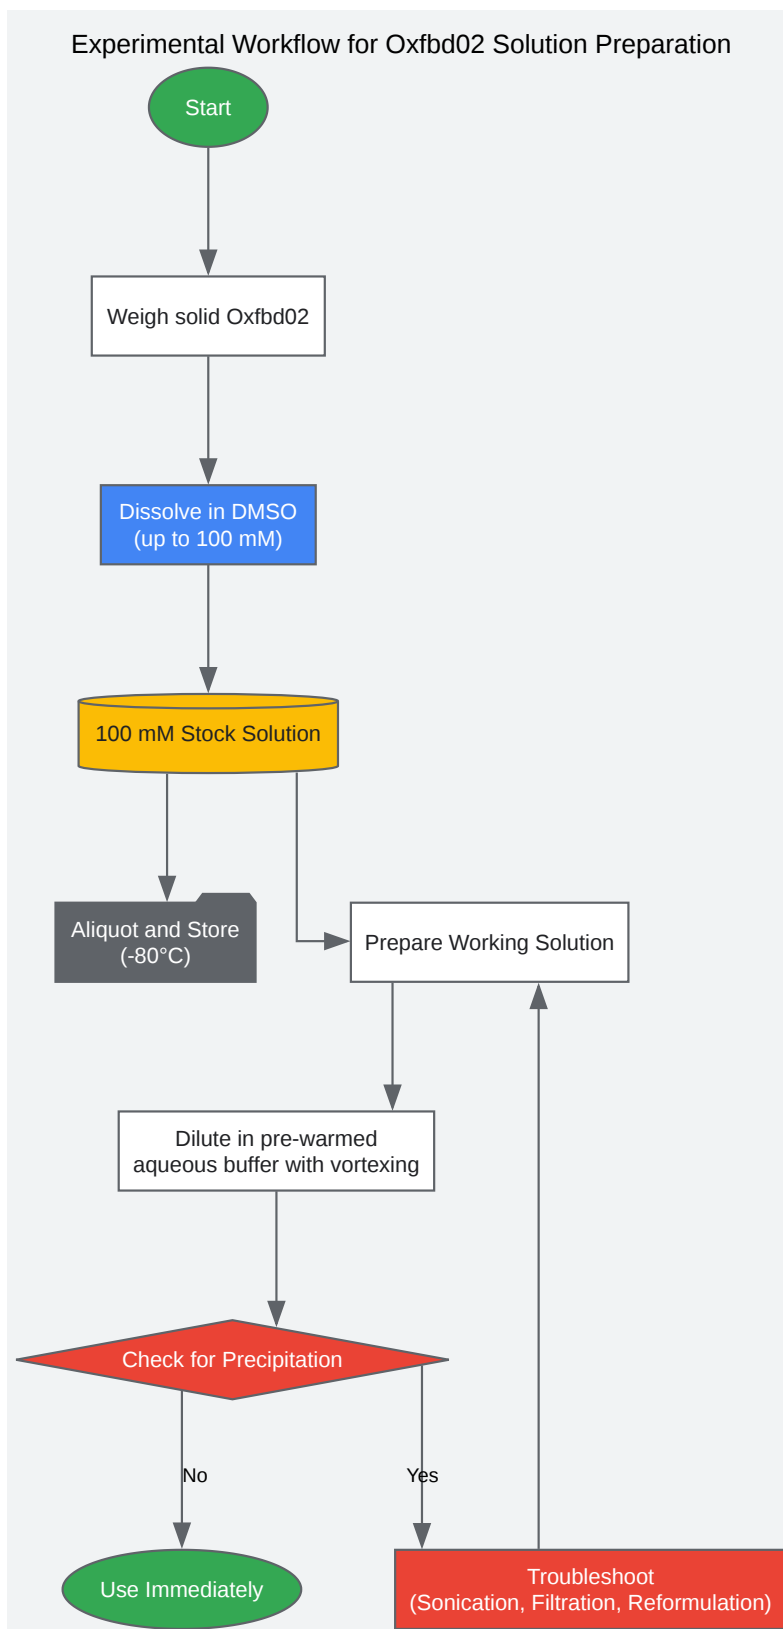 Experimental Workflow for Oxfbd02 Solution Preparation
Start
Weigh solid Oxfbd02
Dissolve in DMSO
(up to 100 mM)
100 mM Stock Solution
Aliquot and Store
(-80°C)
Prepare Working Solution
Dilute in pre-warmed
aqueous buffer with vortexing
Check for Precipitation
No
Yes
Use Immediately
Troubleshoot
(Sonication, Filtration, Reformulation)